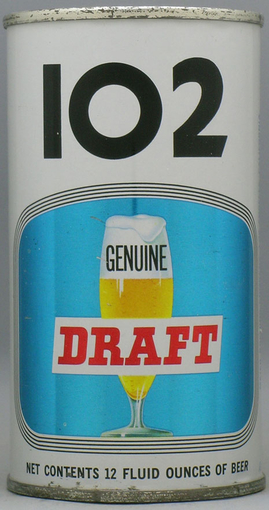 102
GENUINE
DRAFT
NET CONTENTS 12 FLUID OUNCES OF BEER